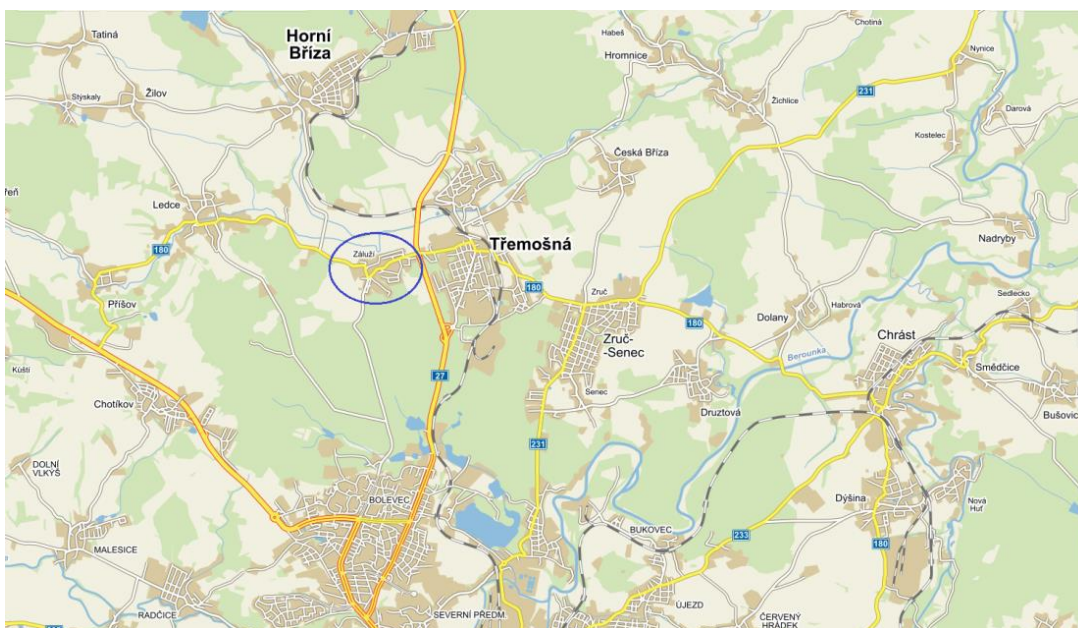 Tatiná
Horní
Bříza
Habeš
Hromnice
Chotiná
Nynice
Stýskaly
Žilov
Žichlice
231
Darová
Kostelec
Česká Bříza
Ledce
Nadryby
Záluží
Třemošná
180
180
Příšov
Zruč
Sedlecko
Habrová
Dolany
180
Chrást
Zruč-
-Senec
Berounka
Smědčice
Kůští
27
Chotíkov
Senec
Druztová
Bušovic
231
DOLNÍ
VLKÝŠ
BOLEVEC
Dýšina
Nová
Huť
BUKOVEC
233
180
MALESICE
RADČICE
SEVERNÍ PŘEDM.
ÚJEZD
ČERVENÝ
HRÁDEK